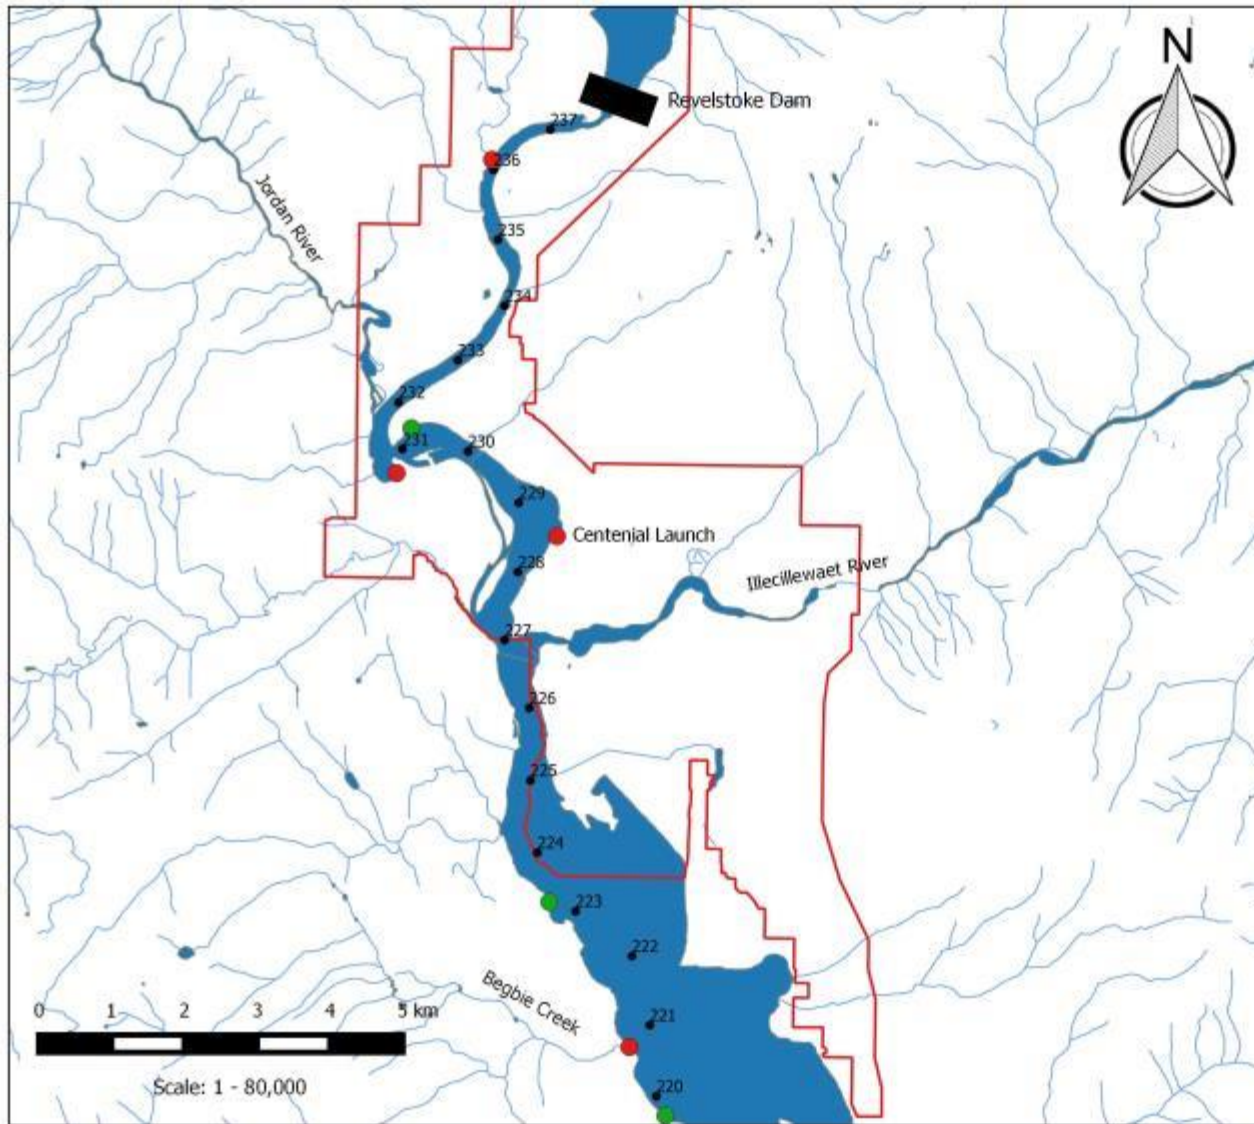 N
Revelstoke Dam
237
236
Jordan River
235
234
233
232
231
230
229
Centenial Launch
228
Illecillewaet River
227
226
225
224
223
222
Begbie Creek
221
220
0 1 2 3 4 5 km
Scale: 1 - 80,000